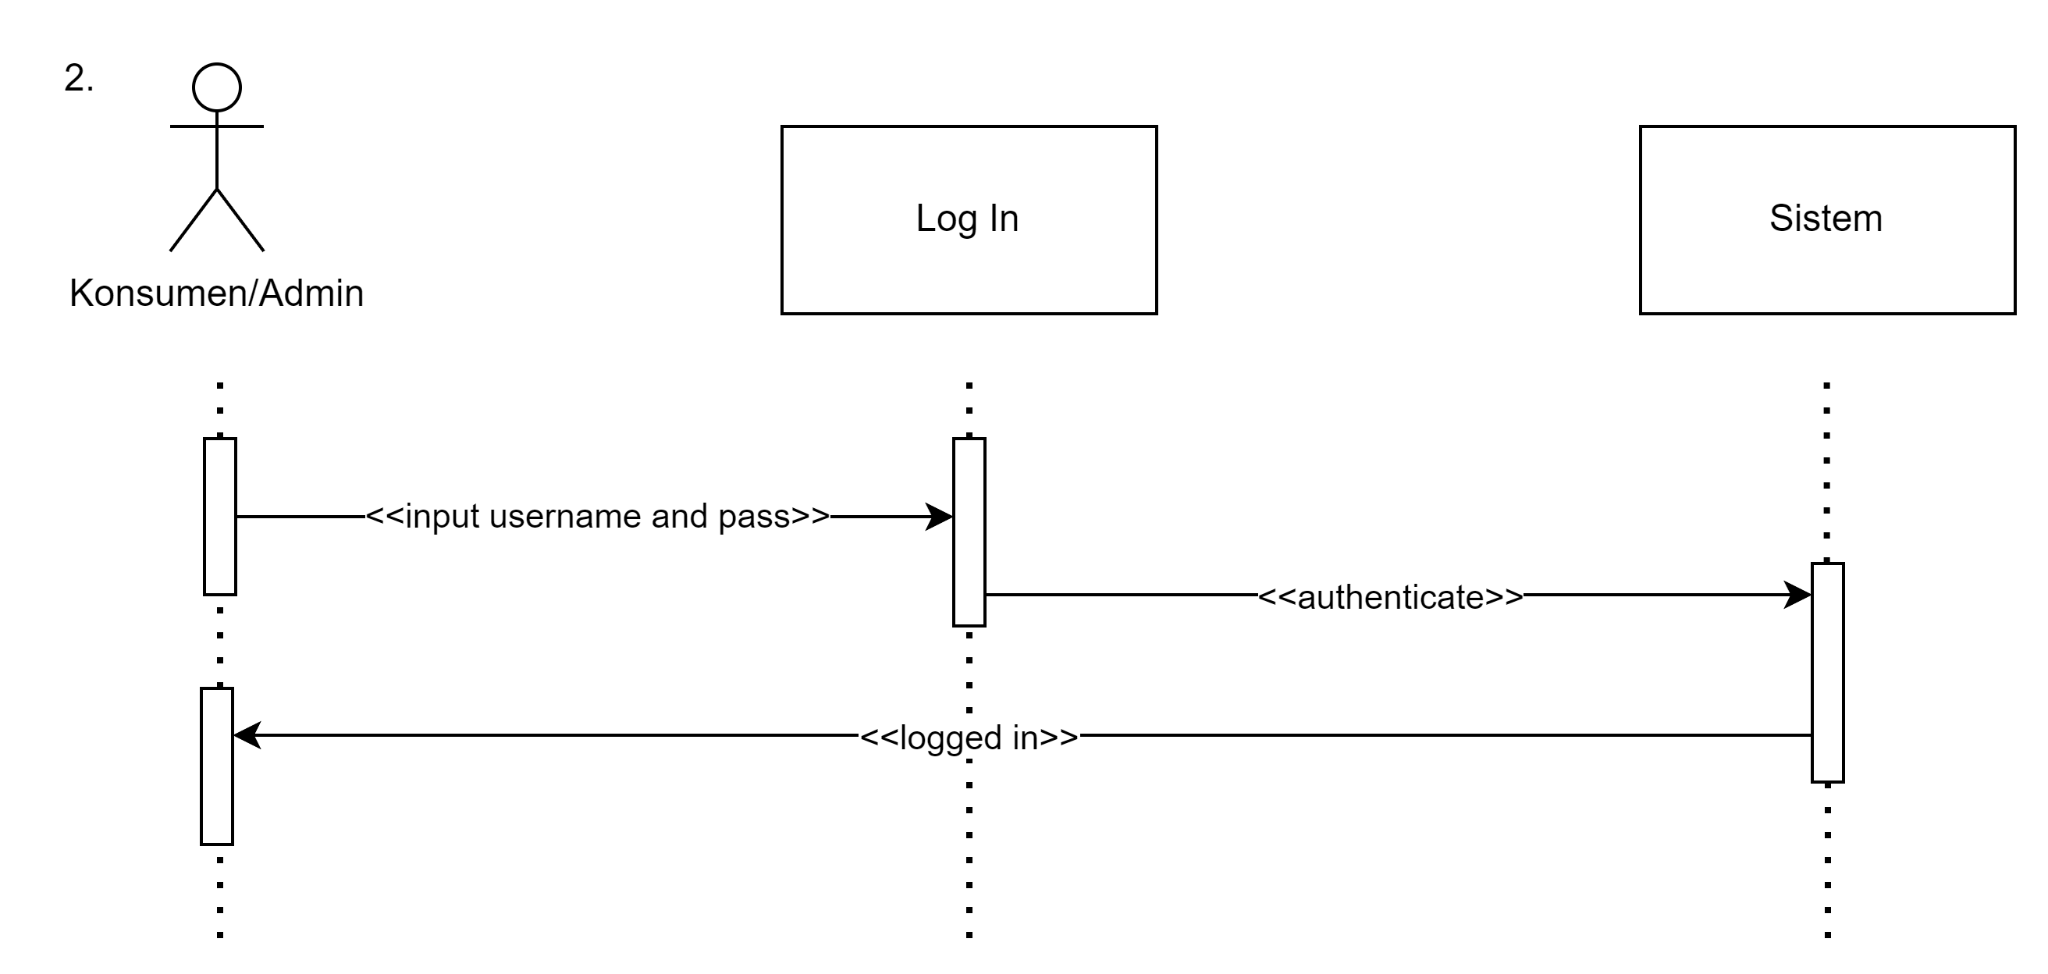 2.
Konsumen/Admin
Log In
Sistem
<<input username and pass>>
<<authenticate>>
<<logged in>>